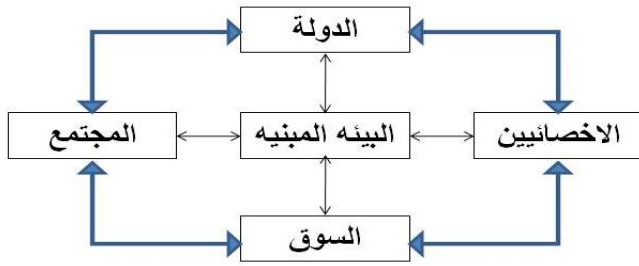 الدولة
الاخصائيين
البيئه المبنيه
المجتمع
السوق